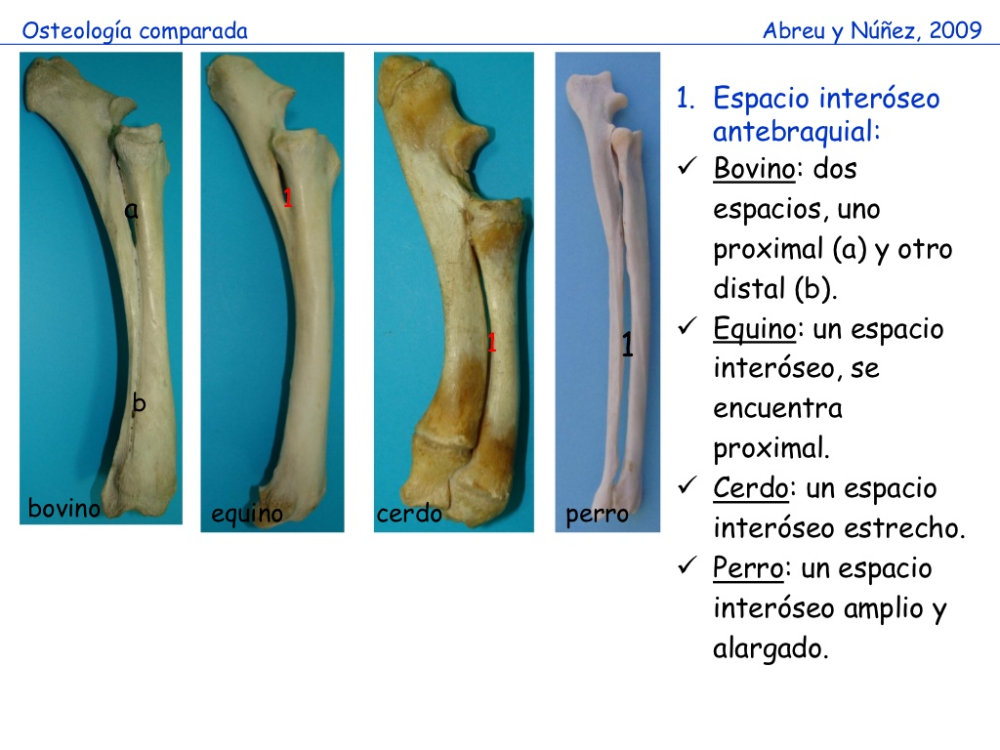 Osteología comparada
Abreu y Núñez, 2009
1. Espacio interóseo
antebraquial:
✓ Bovino: dos
espacios, uno
proximal (a) y otro
distal (b).
✓ Equino: un espacio
interóseo, se
encuentra
proximal.
✓ Cerdo: un espacio
interóseo estrecho.
✓ Perro: un espacio
interóseo amplio y
alargado.
a
b
bovino
1
equino
1
cerdo
1
perro